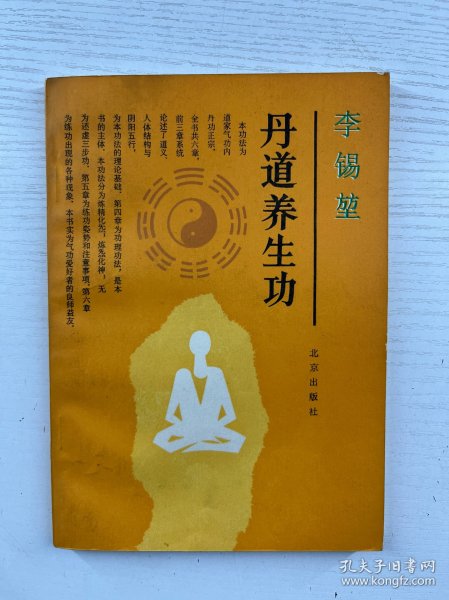 李锡堃
丹道养生功
北京出版社
本功法为
道家气功内
丹功正宗。
全书共六章，
前三章系统
论述了道义、
人体结构与
阴阳五行，
为本功法的理论基础。第四章为功理功法，是本
书的主体，本功法分为炼精化炁，炼炁化神，无
为还虚三步功。第五章为练功姿势和注意事项。第六章
为练功出现的各种现象。本书实为气功爱好者的良师益友。
孔夫子旧书网
www.kongfz.com